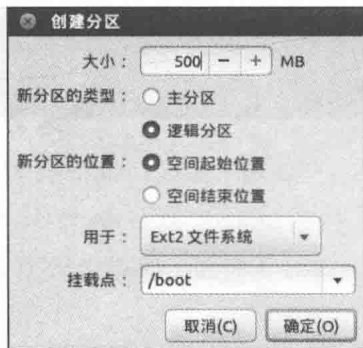 创建分区
大小： 500 − + MB
新分区的类型： 主分区
逻辑分区
新分区的位置： 空间起始位置
空间结束位置
用于： Ext2 文件系统
挂载点： /boot
取消(C) 确定(O)